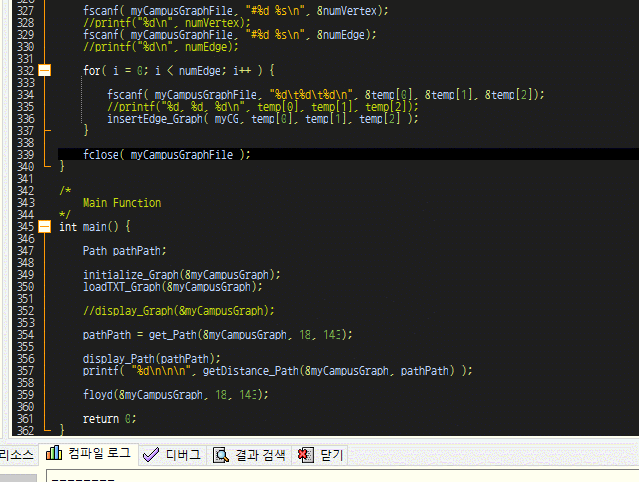 327 fscanf( myCampusGraphFile, "#%d %s\n", &numVertex);
328 //printf("%d\n", numVertex);
329 fscanf( myCampusGraphFile, "#%d %s\n", &numEdge);
330 //printf("%d\n", numEdge);
331
332 for( i = 0; i < numEdge; i++ ) {
333
334 fscanf( myCampusGraphFile, "%d\t%d\t%d\n", &temp[0], &temp[1], &temp[2]);
335 //printf("%d, %d, %d\n", temp[0], temp[1], temp[2]);
336 insertEdge_Graph( myCG, temp[0], temp[1], temp[2] );
337 }
338
339 fclose( myCampusGraphFile );
340 }
341
342 /*
343 Main Function
344 */
345 int main() {
346
347 Path pathPath;
348
349 initialize_Graph(&myCampusGraph);
350 loadTXT_Graph(&myCampusGraph);
351
352 //display_Graph(&myCampusGraph);
353
354 pathPath = get_Path(&myCampusGraph, 18, 143);
355
356 display_Path(pathPath);
357 printf( "%d\n\n\n", getDistance_Path(&myCampusGraph, pathPath) );
358
359 floyd(&myCampusGraph, 18, 143);
360
361 return 0;
362 }
리소스 컴파일 로그 디버그 결과 검색 닫기